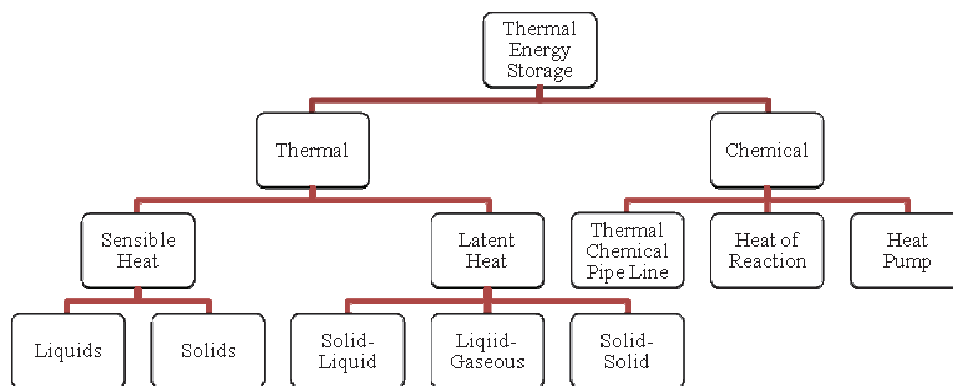 Thermal
Energy
Storage
Thermal
Chemical
Sensible
Heat
Latent
Heat
Thermal
Chemical
Pipe Line
Heat of
Reaction
Heat
Pump
Liquids
Solids
Solid-
Liquid
Liqiid-
Gaseous
Solid-
Solid